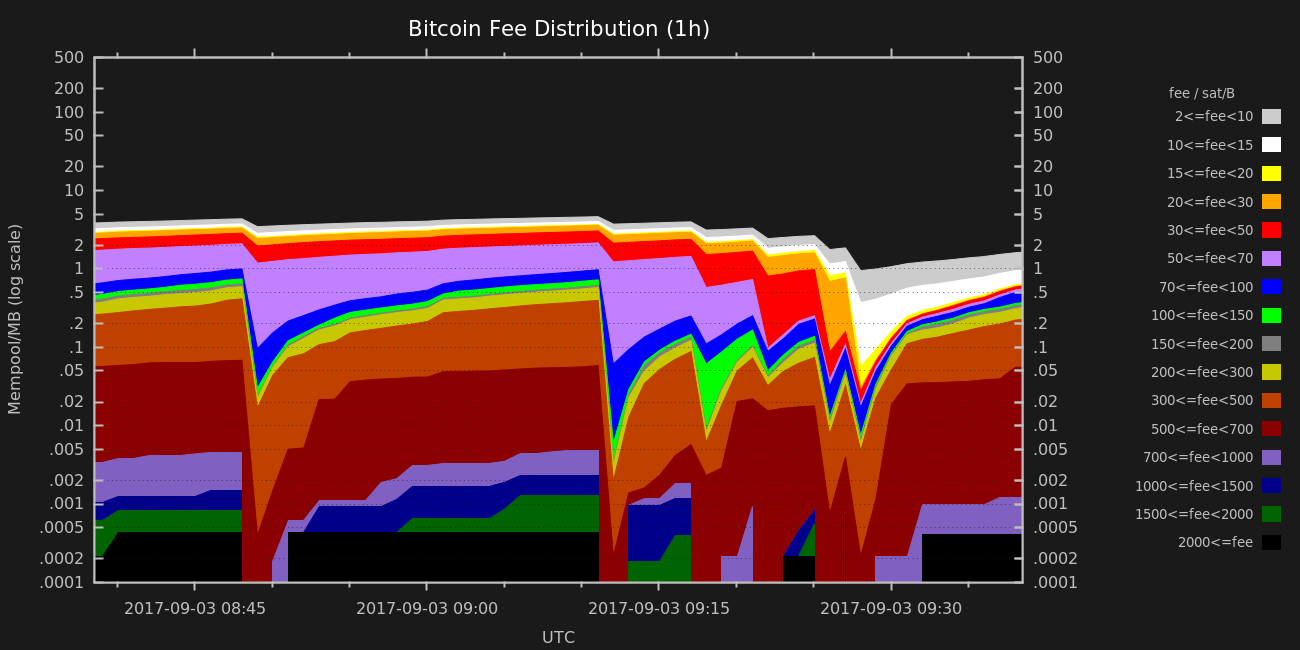 Bitcoin Fee Distribution (1h)
500
200
100
50
20
10
5
2
1
.5
.2
.1
.05
.02
.01
.005
.002
.001
.0005
.0002
.0001
Mempool/MB (log scale)
500
200
100
50
20
10
5
2
1
.5
.2
.1
.05
.02
.01
.005
.002
.001
.0005
.0002
.0001
2017-09-03 08:45
2017-09-03 09:00
2017-09-03 09:15
2017-09-03 09:30
UTC
fee / sat/B
2<=fee<10
10<=fee<15
15<=fee<20
20<=fee<30
30<=fee<50
50<=fee<70
70<=fee<100
100<=fee<150
150<=fee<200
200<=fee<300
300<=fee<500
500<=fee<700
700<=fee<1000
1000<=fee<1500
1500<=fee<2000
2000<=fee